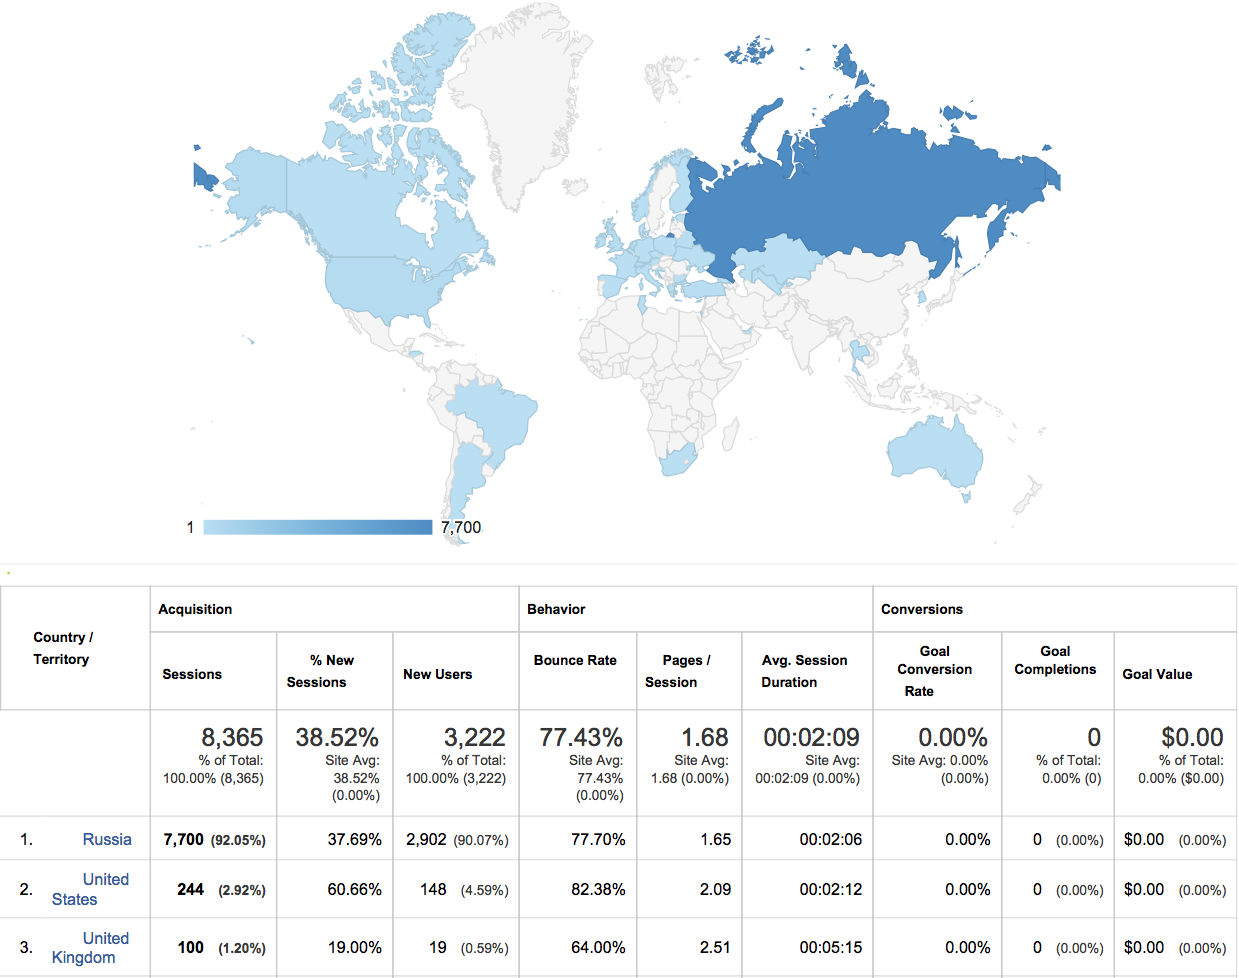 1
7,700
Country /
Territory
Acquisition
Behavior
Conversions
Sessions
% New
Sessions
New Users
Bounce Rate
Pages /
Session
Avg. Session
Duration
Goal
Conversion
Rate
Goal
Completions
Goal Value
8,365
% of Total:
100.00% (8,365)
38.52%
Site Avg:
38.52%
(0.00%)
3,222
% of Total:
100.00% (3,222)
77.43%
Site Avg:
77.43%
(0.00%)
1.68
Site Avg:
1.68 (0.00%)
00:02:09
Site Avg:
00:02:09 (0.00%)
0.00%
Site Avg: 0.00%
(0.00%)
0
% of Total:
0.00% (0)
$0.00
% of Total:
0.00% ($0.00)
1. Russia 7,700 (92.05%) 37.69% 2,902 (90.07%) 77.70% 1.65 00:02:06 0.00% 0 (0.00%) $0.00 (0.00%)
2. United
States 244 (2.92%) 60.66% 148 (4.59%) 82.38% 2.09 00:02:12 0.00% 0 (0.00%) $0.00 (0.00%)
3. United
Kingdom 100 (1.20%) 19.00% 19 (0.59%) 64.00% 2.51 00:05:15 0.00% 0 (0.00%) $0.00 (0.00%)